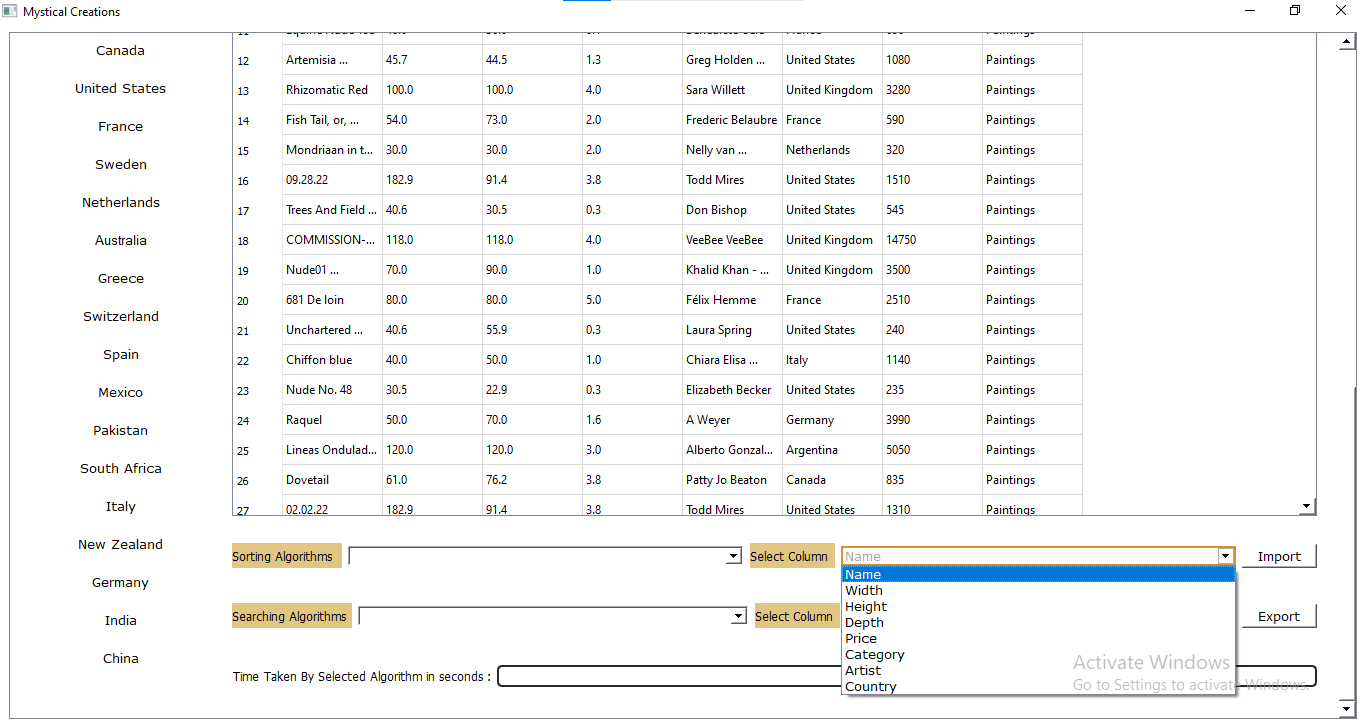 Mystical Creations
Canada
United States
France
Sweden
Netherlands
Australia
Greece
Switzerland
Spain
Mexico
Pakistan
South Africa
Italy
New Zealand
Germany
India
China
12 Artemisia ... 45.7 44.5 1.3 Greg Holden ... United States 1080 Paintings
13 Rhizomatic Red 100.0 100.0 4.0 Sara Willett United Kingdom 3280 Paintings
14 Fish Tail, or, ... 54.0 73.0 2.0 Frederic Belaubre France 590 Paintings
15 Mondriaan in t... 30.0 30.0 2.0 Nelly van ... Netherlands 320 Paintings
16 09.28.22 182.9 91.4 3.8 Todd Mires United States 1510 Paintings
17 Trees And Field ... 40.6 30.5 0.3 Don Bishop United States 545 Paintings
18 COMMISSION-... 118.0 118.0 4.0 VeeBee VeeBee United Kingdom 14750 Paintings
19 Nude01 ... 70.0 90.0 1.0 Khalid Khan - ... United Kingdom 3500 Paintings
20 681 De loin 80.0 80.0 5.0 Félix Hemme France 2510 Paintings
21 Unchartered ... 40.6 55.9 0.3 Laura Spring United States 240 Paintings
22 Chiffon blue 40.0 50.0 1.0 Chiara Elisa ... Italy 1140 Paintings
23 Nude No. 48 30.5 22.9 0.3 Elizabeth Becker United States 235 Paintings
24 Raquel 50.0 70.0 1.6 A Weyer Germany 3990 Paintings
25 Lineas Ondulad... 120.0 120.0 3.0 Alberto Gonzal... Argentina 5050 Paintings
26 Dovetail 61.0 76.2 3.8 Patty Jo Beaton Canada 835 Paintings
27 02.02.22 182.9 91.4 3.8 Todd Mires United States 1310 Paintings
Sorting Algorithms Select Column Name Import
Name
Width
Height
Depth
Price
Category
Artist
Country
Searching Algorithms Select Column Export
Time Taken By Selected Algorithm in seconds :
Activate Windows
Go to Settings to activate Windows.